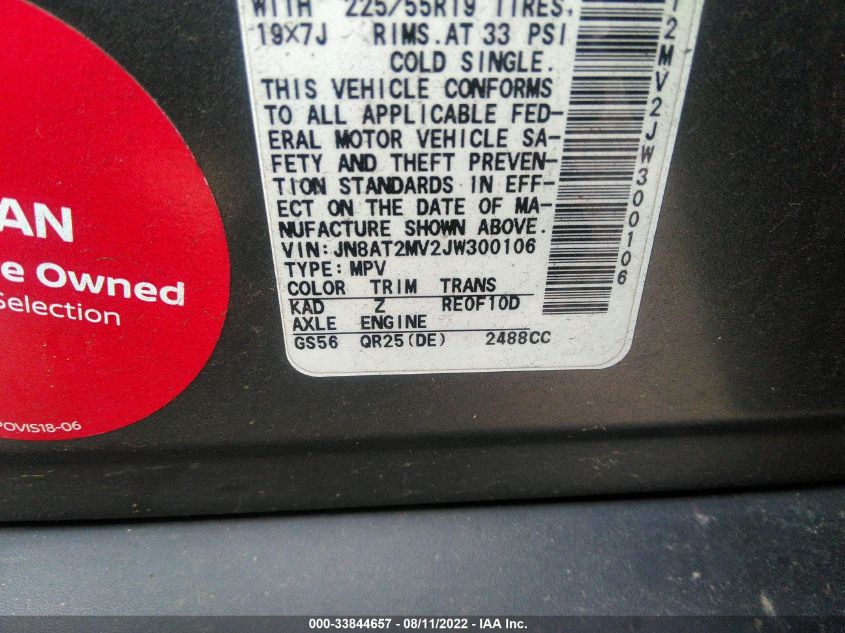 WITH 225/55R19 TIRES,
19X7J RIMS.AT 33 PSI
COLD SINGLE.
THIS VEHICLE CONFORMS
TO ALL APPLICABLE FED-
ERAL MOTOR VEHICLE SA-
FETY AND THEFT PREVEN-
TION STANDARDS IN EFF-
ECT ON THE DATE OF MA-
NUFACTURE SHOWN ABOVE.
VIN:JN8AT2MV2JW300106
TYPE:MPV
COLOR TRIM TRANS
KAD Z RE0F10D
AXLE ENGINE
GS56 QR25(DE) 2488CC
2MV2JW300106
AN
e Owned
Selection
POVIS18-06
000-33844657 - 08/11/2022 - IAA Inc.